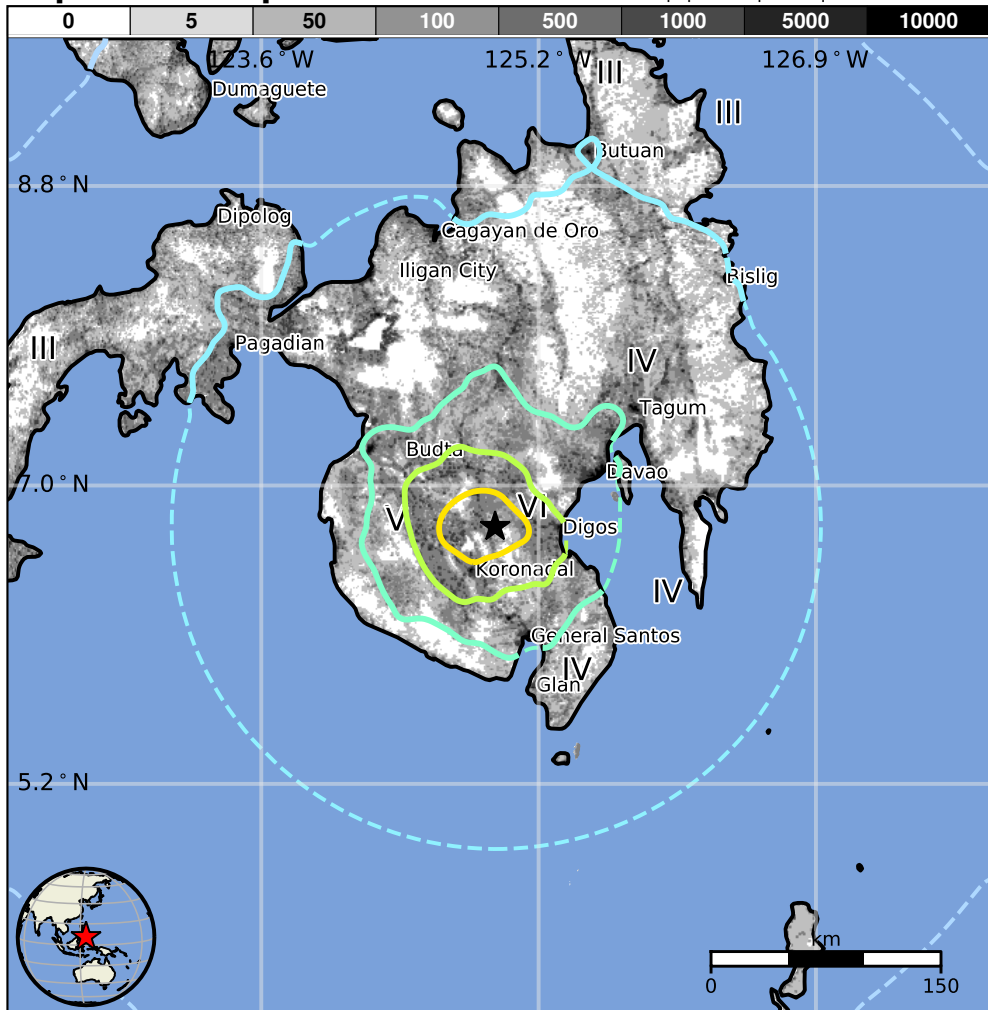 0 5 50 100 500 1000 5000 10000
123.6°W 125.2°W 126.9°W
III
Dumaguete
III
Butuan
8.8°N
Dipolog
Cagayan de Oro
Iligan City
Bislig
Pagadian
III
IV
Tagum
Budta
Davao
7.0°N
V
VI
Digos
Koronadal
IV
General Santos
IV
Glan
5.2°N
km
0 150